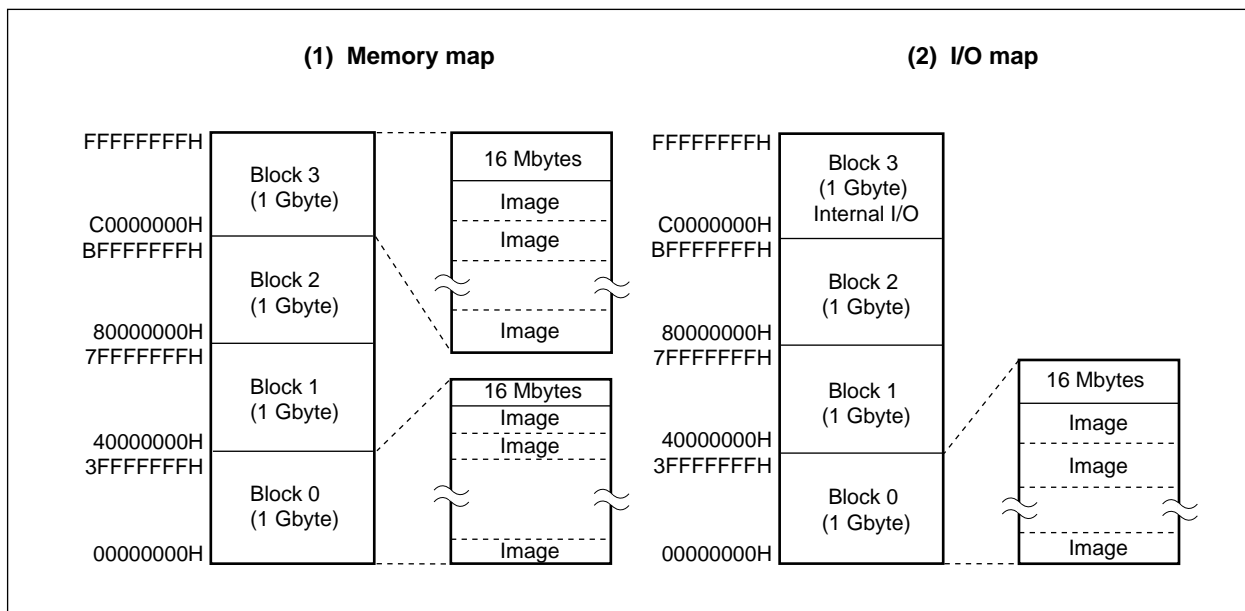 (1) Memory map
FFFFFFFFH
Block 3
(1 Gbyte)
C0000000H
BFFFFFFFH
Block 2
(1 Gbyte)
80000000H
7FFFFFFFH
Block 1
(1 Gbyte)
40000000H
3FFFFFFFH
Block 0
(1 Gbyte)
00000000H
16 Mbytes
Image
Image
Image
16 Mbytes
Image
Image
Image
(2) I/O map
FFFFFFFFH
Block 3
(1 Gbyte)
Internal I/O
C0000000H
BFFFFFFFH
Block 2
(1 Gbyte)
80000000H
7FFFFFFFH
Block 1
(1 Gbyte)
40000000H
3FFFFFFFH
Block 0
(1 Gbyte)
00000000H
16 Mbytes
Image
Image
Image